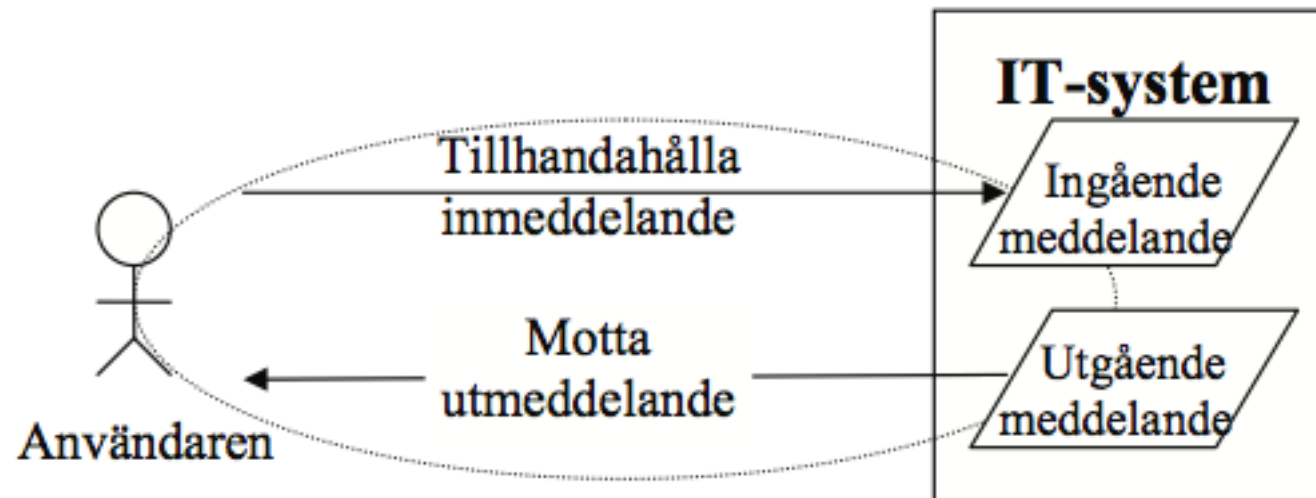 IT-system
Tillhandahålla
inmeddelande
Ingående
meddelande
Motta
utmeddelande
Utgående
meddelande
Användaren